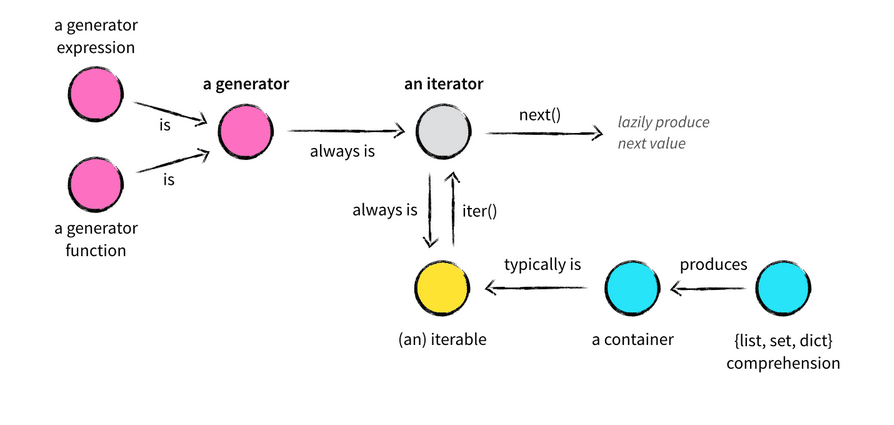 a generator
expression
a generator
an iterator
is
next()
lazily produce
next value
always is
is
a generator
function
always is
iter()
typically is
produces
(an) iterable
a container
{list, set, dict}
comprehension